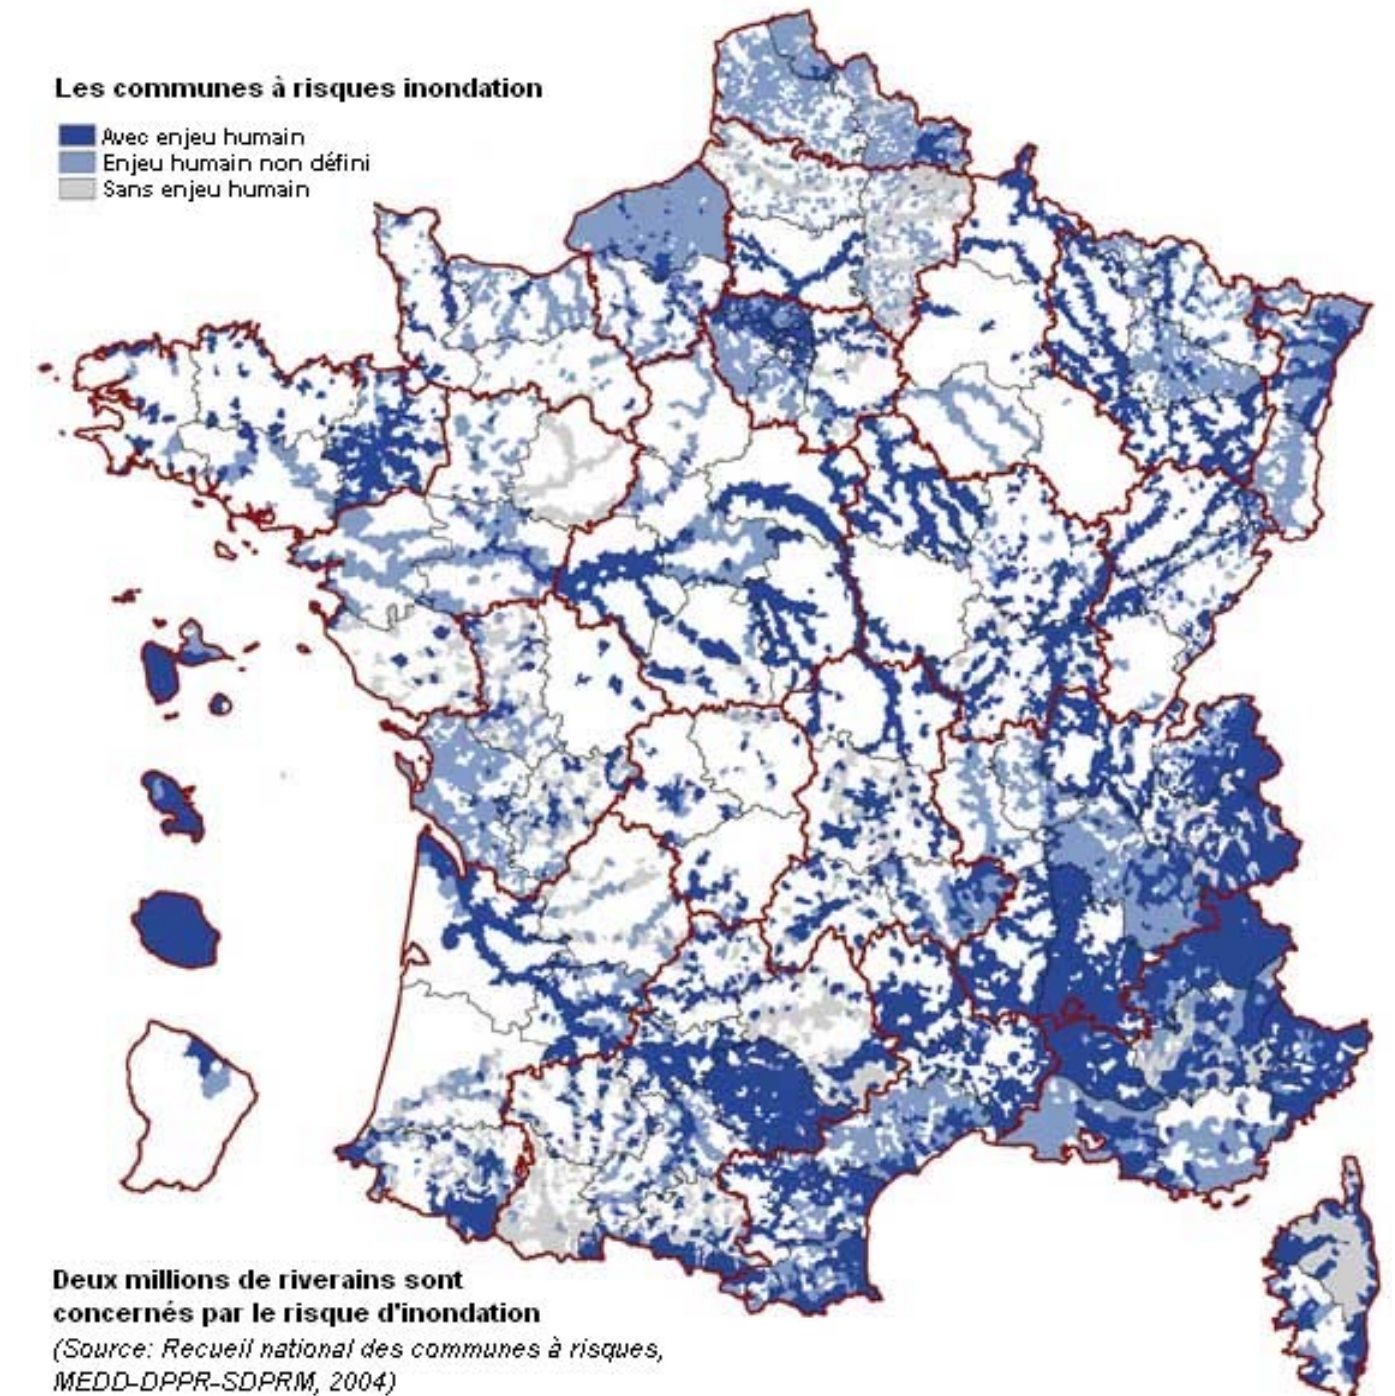 Les communes à risques inondation
Avec enjeu humain
Enjeu humain non défini
Sans enjeu humain
Deux millions de riverains sont
concernés par le risque d'inondation
(Source: Recueil national des communes à risques,
MEDD-DPPR-SDPRM, 2004)